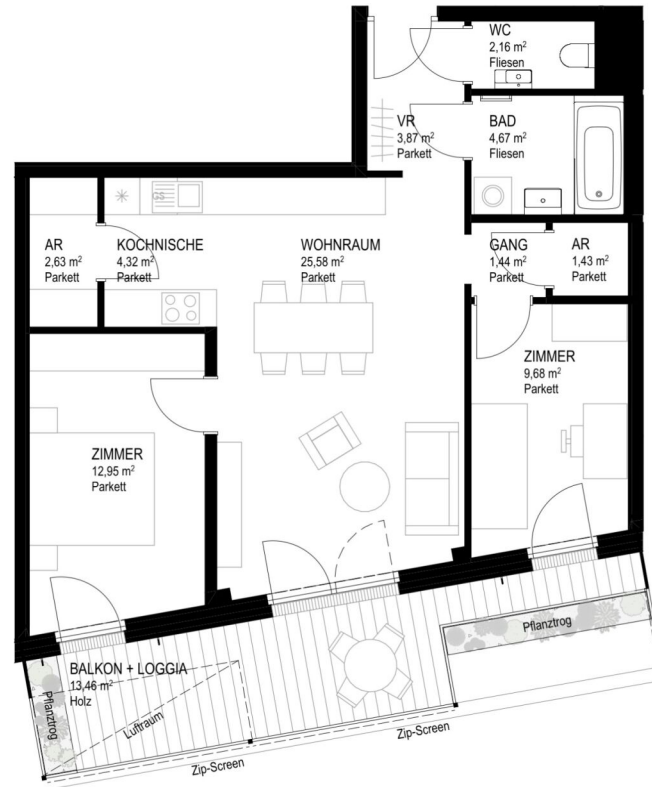 WC
2,16 m²
Fliesen
VR
3,87 m²
Parkett
BAD
4,67 m²
Fliesen
AR
2,63 m²
Parkett
KOCHNISCHE
4,32 m²
Parkett
GS
WOHNRAUM
25,58 m²
Parkett
GANG
1,44 m²
Parkett
AR
1,43 m²
Parkett
ZIMMER
9,68 m²
Parkett
ZIMMER
12,95 m²
Parkett
Pflanztrog
BALKON + LOGGIA
13,46 m²
Holz
Pflanztrog
Luftraum
Zip-Screen
Zip-Screen